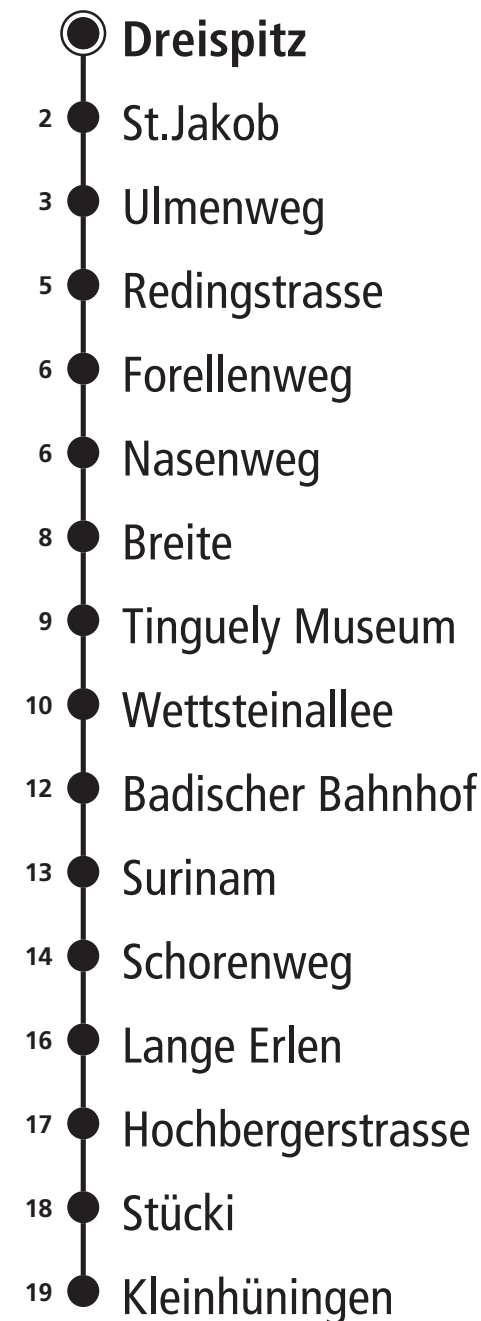 Dreispitz
2 St.Jakob
3 Ulmenweg
5 Redingstrasse
6 Forellenweg
6 Nasenweg
8 Breite
9 Tinguely Museum
10 Wettsteinallee
12 Badischer Bahnhof
13 Surinam
14 Schorenweg
16 Lange Erlen
17 Hochbergerstrasse
18 Stücki
19 Kleinhüningen